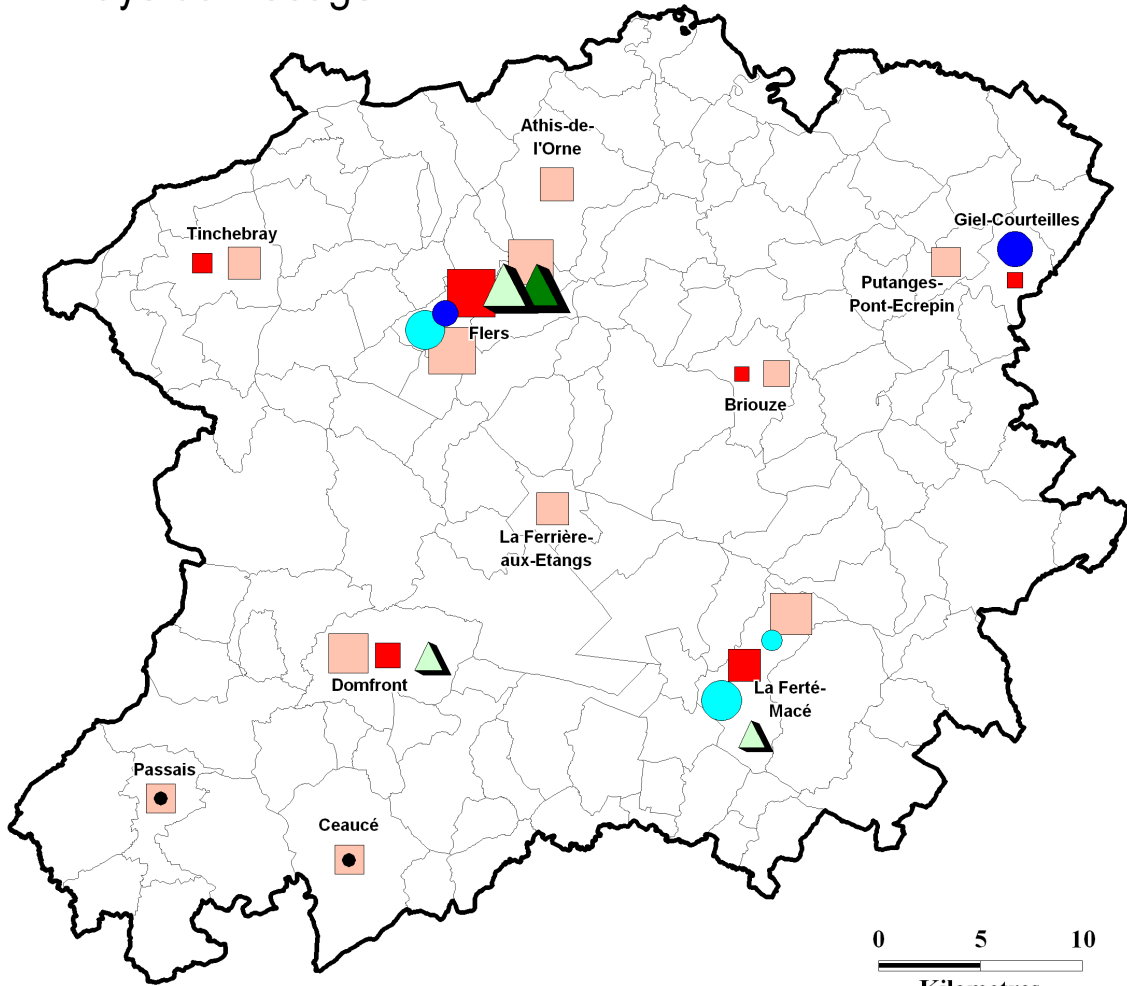 Athis-de-
l'Orne
Tinchebray
Giel-Courteilles
Putanges-
Pont-Ecrepin
Flers
Briouze
La Ferrière-
aux-Etangs
Domfront
La Ferté-
Macé
Passais
Ceaucé
0 5 10